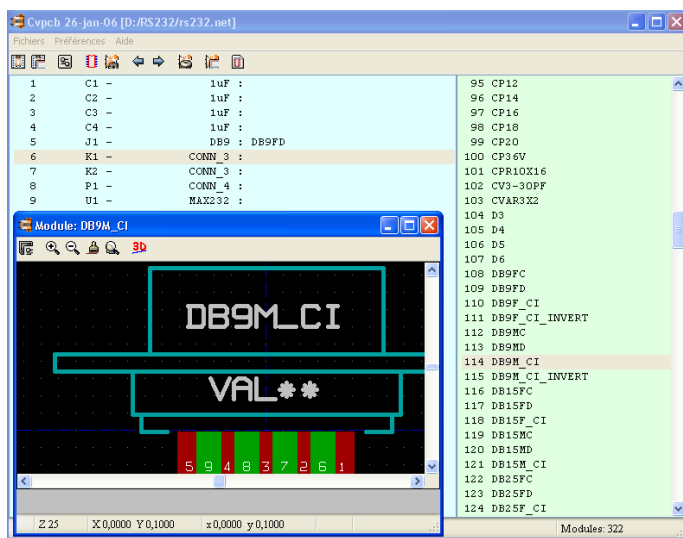 Cvpcb 26-jan-06 [D:/RS232/rs232.net]
Fichiers Préférences Aide
1 C1 - 1uF :
2 C2 - 1uF :
3 C3 - 1uF :
4 C4 - 1uF :
5 J1 - DB9 : DB9FD
6 K1 - CONN_3 :
7 K2 - CONN_3 :
8 P1 - CONN_4 :
9 U1 - MAX232 :
Module: DB9M_CI
3D
DB9M_CI
VAL**
5 9 4 8 3 7 2 6 1
Z 25 X 0,0000 Y 0,1000 x 0,0000 y 0,1000
95 CP12
96 CP14
97 CP16
98 CP18
99 CP20
100 CP36V
101 CPR10X16
102 CV3-30PF
103 CVAR3X2
104 D3
105 D4
106 D5
107 D6
108 DB9FC
109 DB9FD
110 DB9F_CI
111 DB9F_CI_INVERT
112 DB9MC
113 DB9MD
114 DB9M_CI
115 DB9M_CI_INVERT
116 DB15FC
117 DB15FD
118 DB15F_CI
119 DB15MC
120 DB15MD
121 DB15M_CI
122 DB25FC
123 DB25FD
124 DB25F_CI
Modules: 322